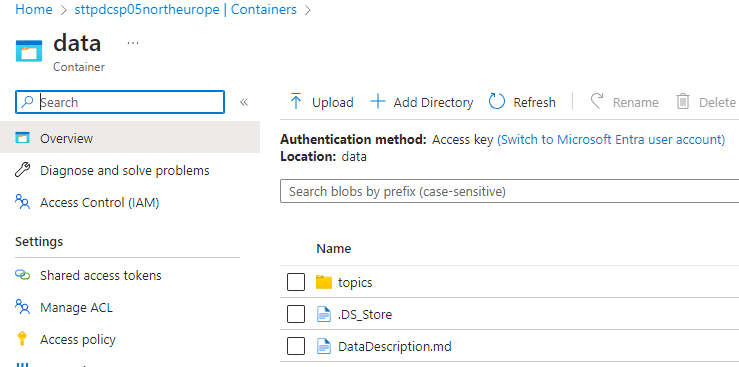 Home > sttpdcsp05northeurope | Containers >
data ...
Container
Search «
Overview
Diagnose and solve problems
Access Control (IAM)
Settings
Shared access tokens
Manage ACL
Access policy
Upload Add Directory Refresh Rename Delete
Authentication method: Access key (Switch to Microsoft Entra user account)
Location: data
Search blobs by prefix (case-sensitive)
Name
topics
.DS_Store
DataDescription.md